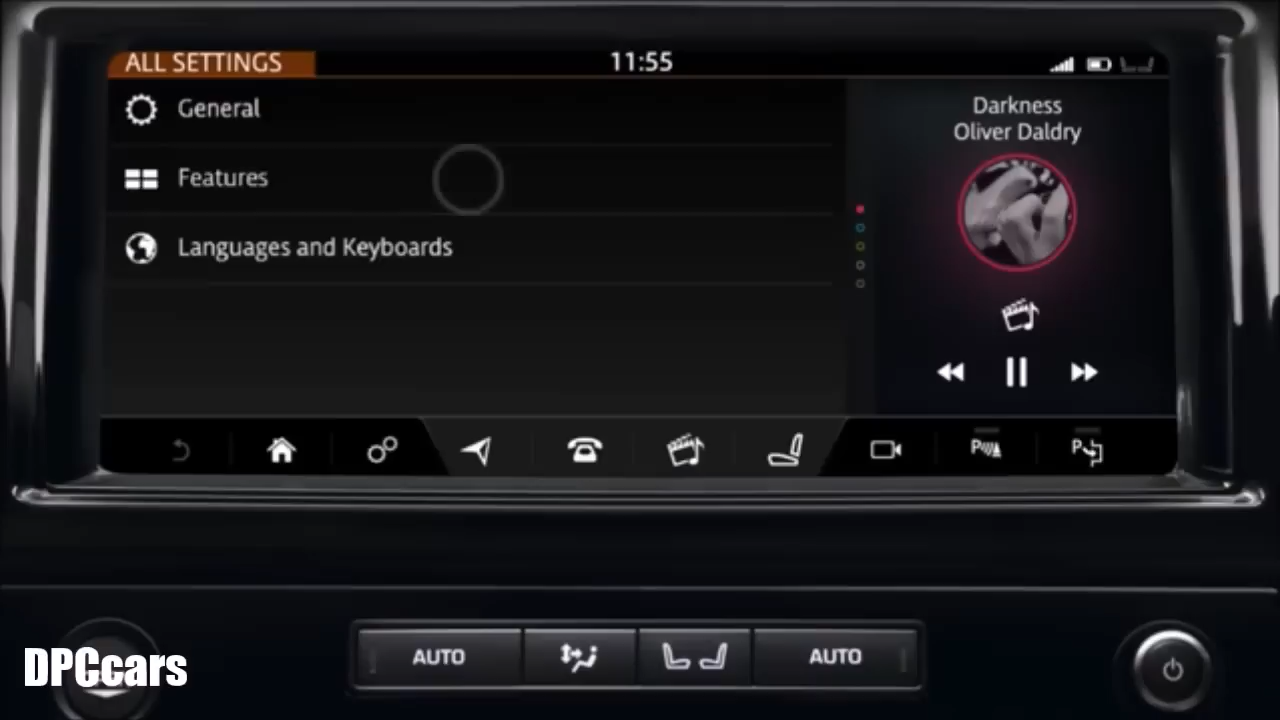 ALL SETTINGS
11:55
General
Features
Languages and Keyboards
Darkness
Oliver Daldry
P
P
AUTO
AUTO
DPCcars